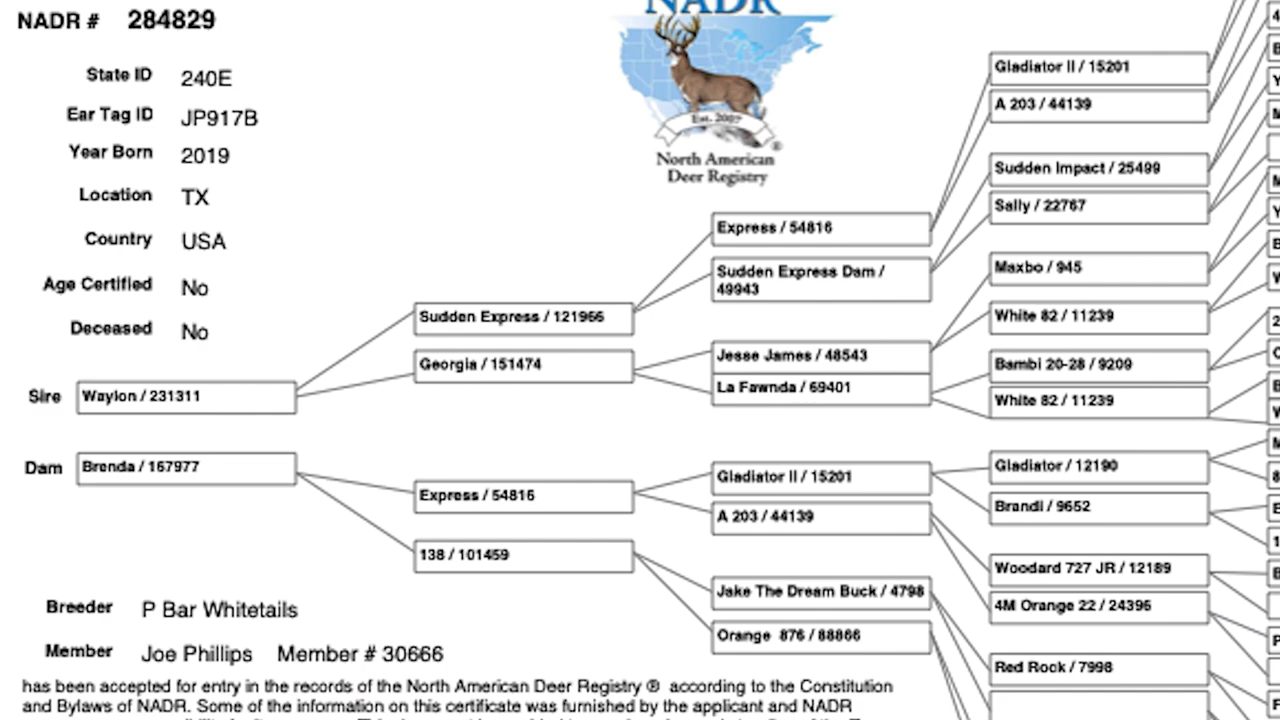 NADR
NADR # 284829
State ID 240E
Ear Tag ID JP917B
Year Born 2019
Location TX
Country USA
Age Certified No
Deceased No
Est. 2007
®
North American
Deer Registry
Sire Waylon / 231311
Dam Brenda / 167977
Sudden Express / 121966
Georgia / 151474
Express / 54816
138 / 101459
Express / 54816
Sudden Express Dam /
49943
Jesse James / 48543
La Fawnda / 69401
Gladiator II / 15201
A 203 / 44139
Jake The Dream Buck / 4798
Orange 876 / 88866
Gladiator II / 15201
A 203 / 44139
Sudden Impact / 25499
Sally / 22767
Maxbo / 945
White 82 / 11239
Bambi 20-28 / 9209
White 82 / 11239
Gladiator / 12190
Brandi / 9652
Woodard 727 JR / 12189
4M Orange 22 / 24396
Red Rock / 7998
Breeder P Bar Whitetails
Member Joe Phillips Member # 30666
has been accepted for entry in the records of the North American Deer Registry ® according to the Constitution
and Bylaws of NADR. Some of the information on this certificate was furnished by the applicant and NADR